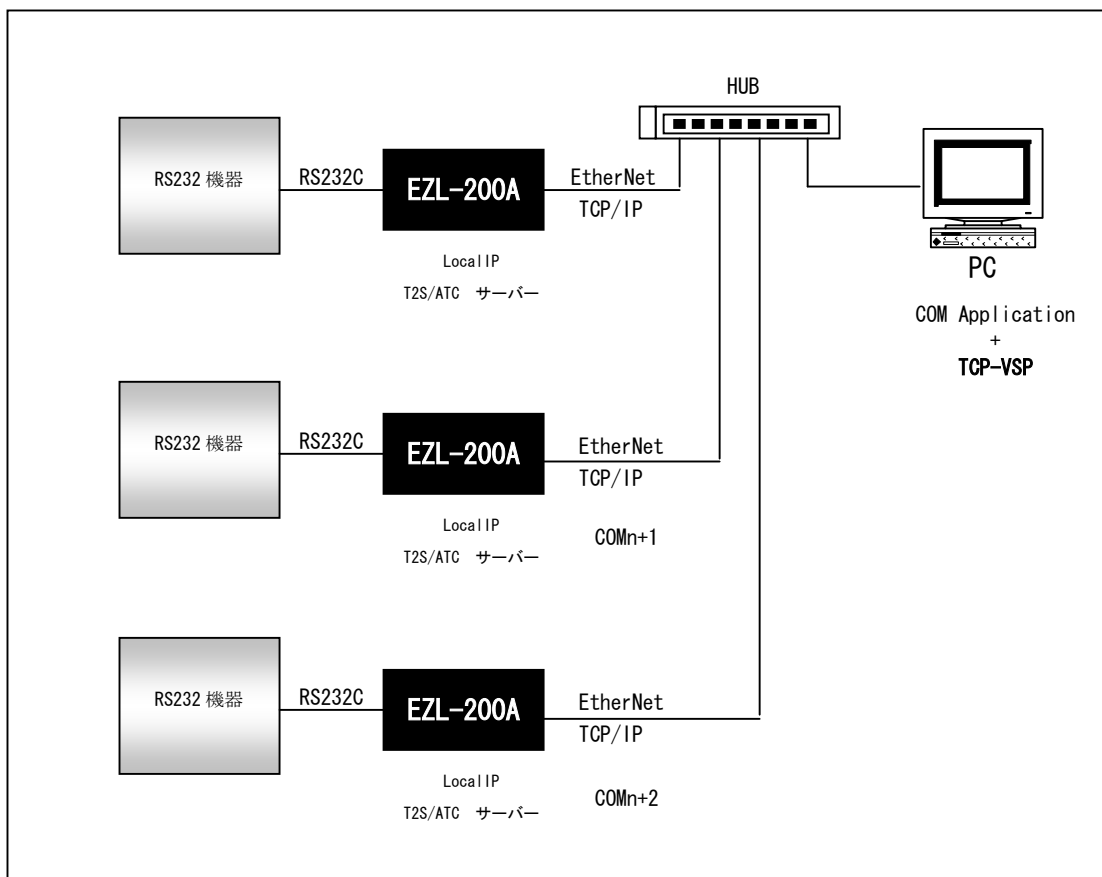 HUB
RS232 機器
RS232C
EZL-200A
EtherNet
TCP/IP
LocalIP
T2S/ATC サーバー
PC
COM Application
+
TCP-VSP
RS232 機器
RS232C
EZL-200A
EtherNet
TCP/IP
LocalIP
T2S/ATC サーバー
COMn+1
RS232 機器
RS232C
EZL-200A
EtherNet
TCP/IP
LocalIP
T2S/ATC サーバー
COMn+2